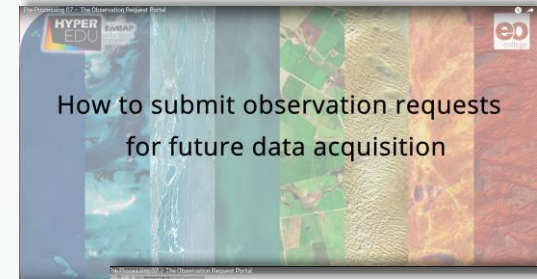 Pre-Processing 07 – The Observation Request Portal
HYPER
EDU
EnMAP
eo
college
How to submit observation requests
for future data acquisition
Pre-Processing 07 – The Observation Request Portal